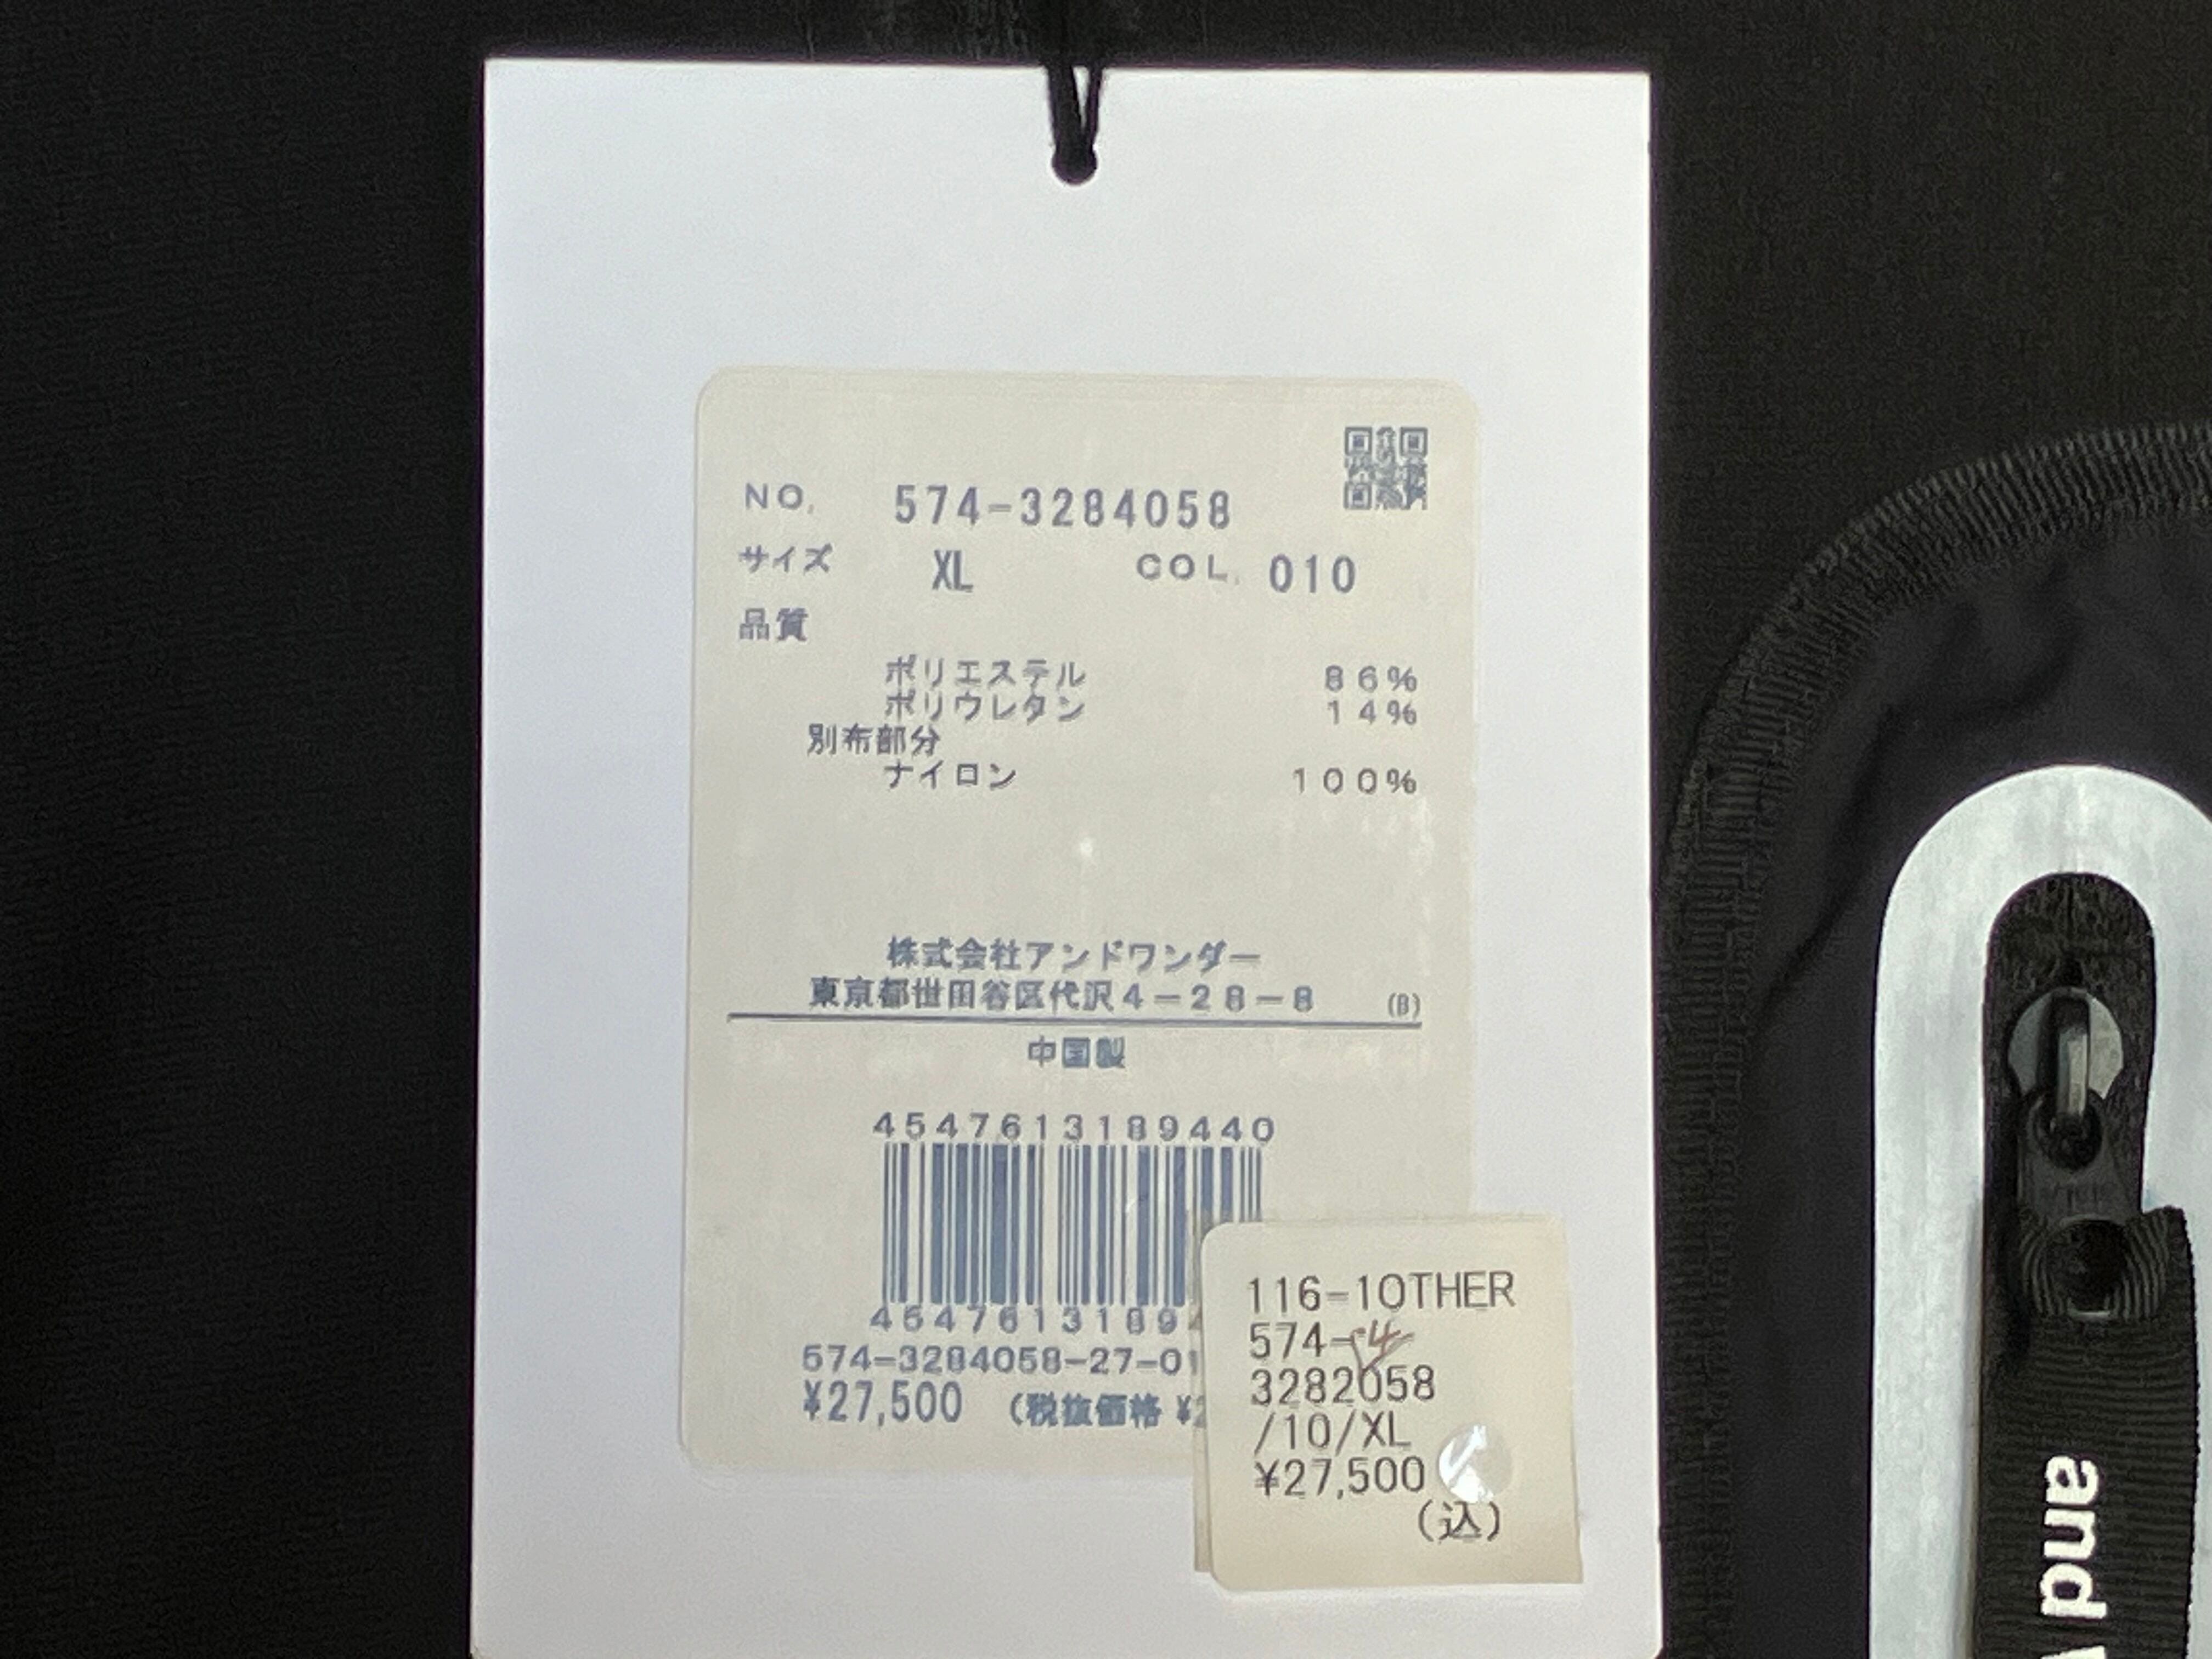 NO. 574-3284058
サイズ XL COL. 010
品質
ポリエステル 86%
ポリウレタン 14%
別布部分
ナイロン 100%
株式会社アンドワンダー
東京都世田谷区代沢4-28-8 (B)
中国製
4547613189440
4547613189
574-3284058-27-01
¥27,500 (税抜価格 ¥2
116-1OTHER
574-
4
3282058
/10/XL
¥27,500
(込)
and